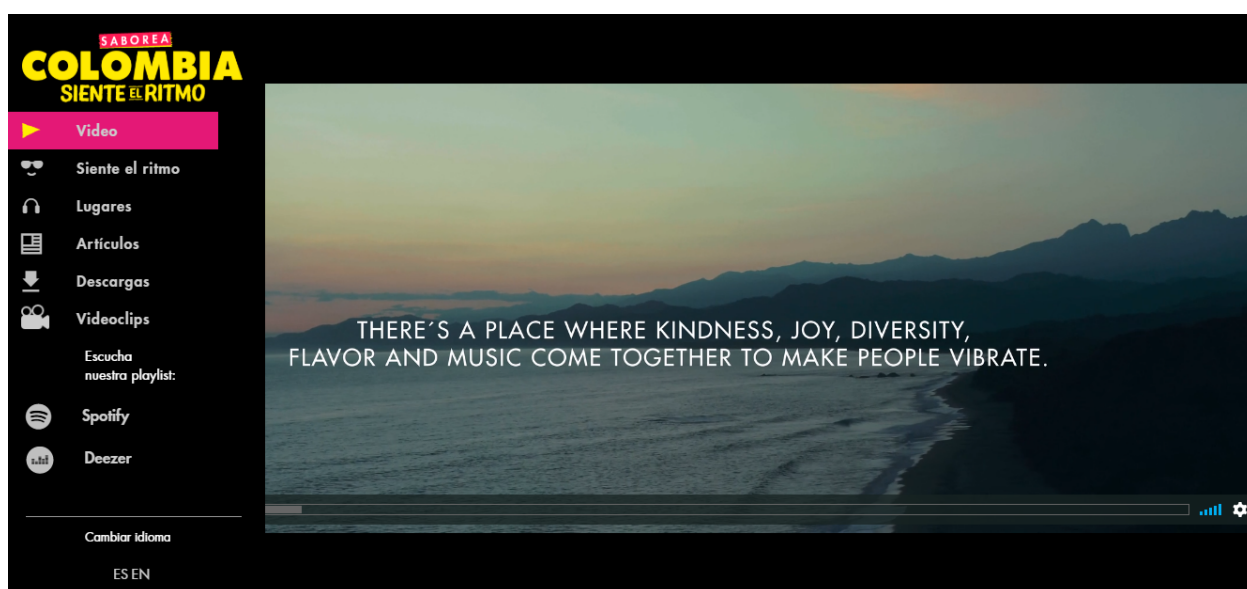 SABOREA
COLOMBIA
SIENTE EL RITMO
Video
Siente el ritmo
Lugares
Artículos
Descargas
Videoclips
Escucha
nuestra playlist:
Spotify
Deezer
Cambiar idioma
ES EN
THERE´S A PLACE WHERE KINDNESS, JOY, DIVERSITY,
FLAVOR AND MUSIC COME TOGETHER TO MAKE PEOPLE VIBRATE.